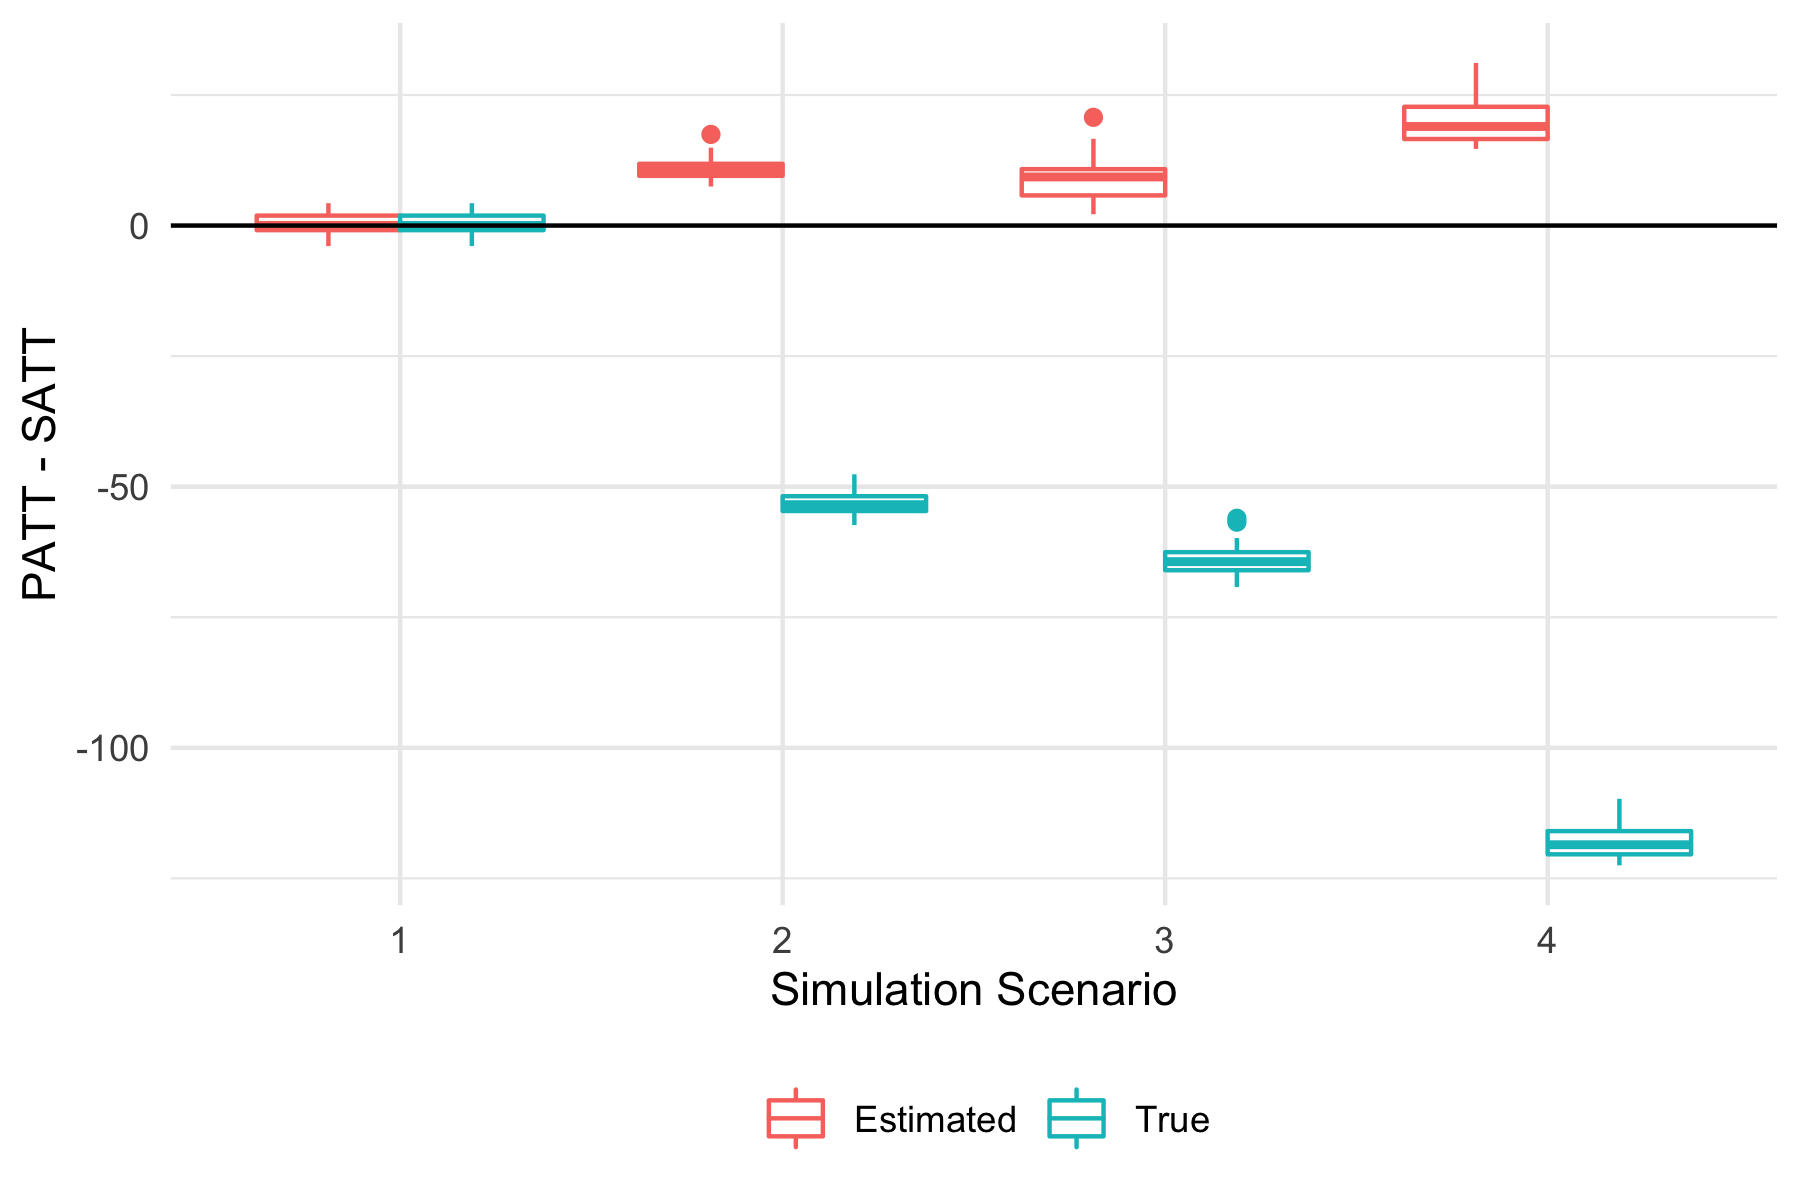 PATT - SATT
0
-50
-100
1 2 3 4
Simulation Scenario
Estimated True